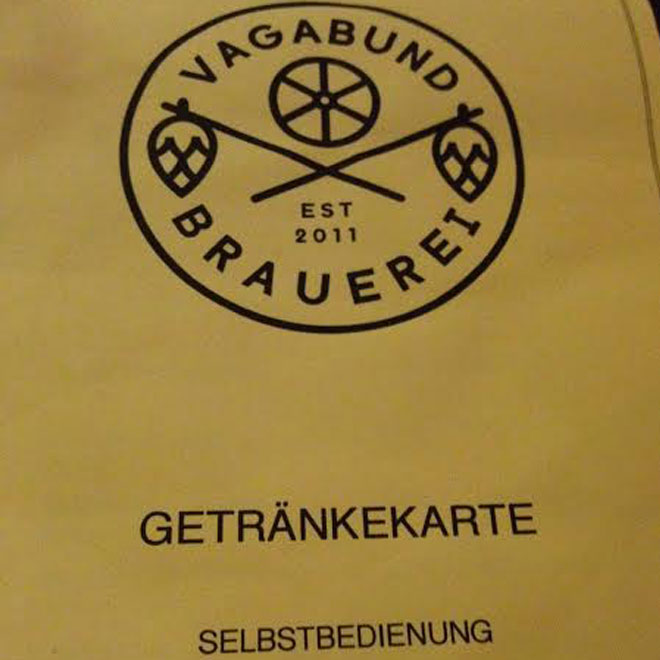 VAGABUND
EST
2011
BRAUEREI
GETRÄNKEKARTE
SELBSTBEDIENUNG